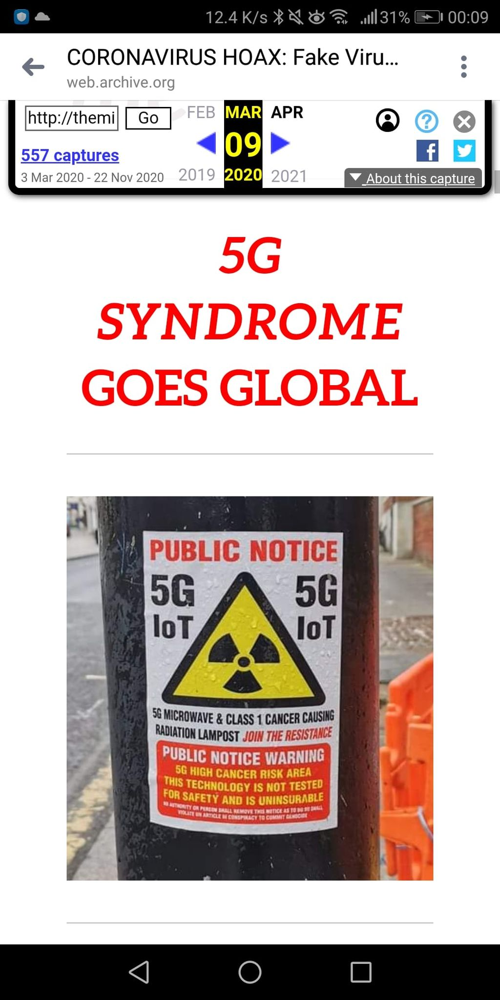 12.4 K/s 31% 00:09
CORONAVIRUS HOAX: Fake Viru...
web.archive.org
http://themi Go FEB MAR APR
557 captures 09
3 Mar 2020 - 22 Nov 2020 2019 2020 2021 About this capture
5G
SYNDROME
GOES GLOBAL
PUBLIC NOTICE
5G 5G
IoT IoT
5G MICROWAVE & CLASS 1 CANCER CAUSING
RADIATION LAMPOST JOIN THE RESISTANCE
PUBLIC NOTICE WARNING
5G HIGH CANCER RISK AREA
THIS TECHNOLOGY IS NOT TESTED
FOR SAFETY AND IS UNINSURABLE
NO AUTHORITY OR PERSON SHALL REMOVE THIS NOTICE AS TO DO SO SHALL
VIOLATE UN ARTICLE III CONSPIRACY TO COMMIT GENOCIDE